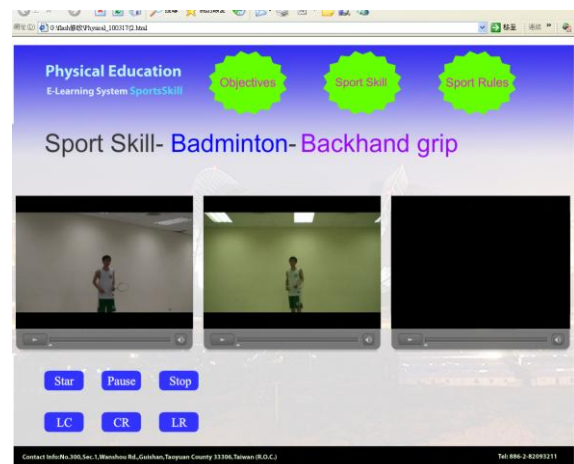 Physical Education
E-Learning System SportsSkill
Objectives
Sport Skill
Sport Rules
Sport Skill- Badminton- Backhand grip
Star Pause Stop
LC CR LR
Contact Info:No.300,Sec.1,Wanshou Rd.,Guishan,Taoyuan County 33306,Taiwan (R.O.C.) Tel: 886-2-82093211